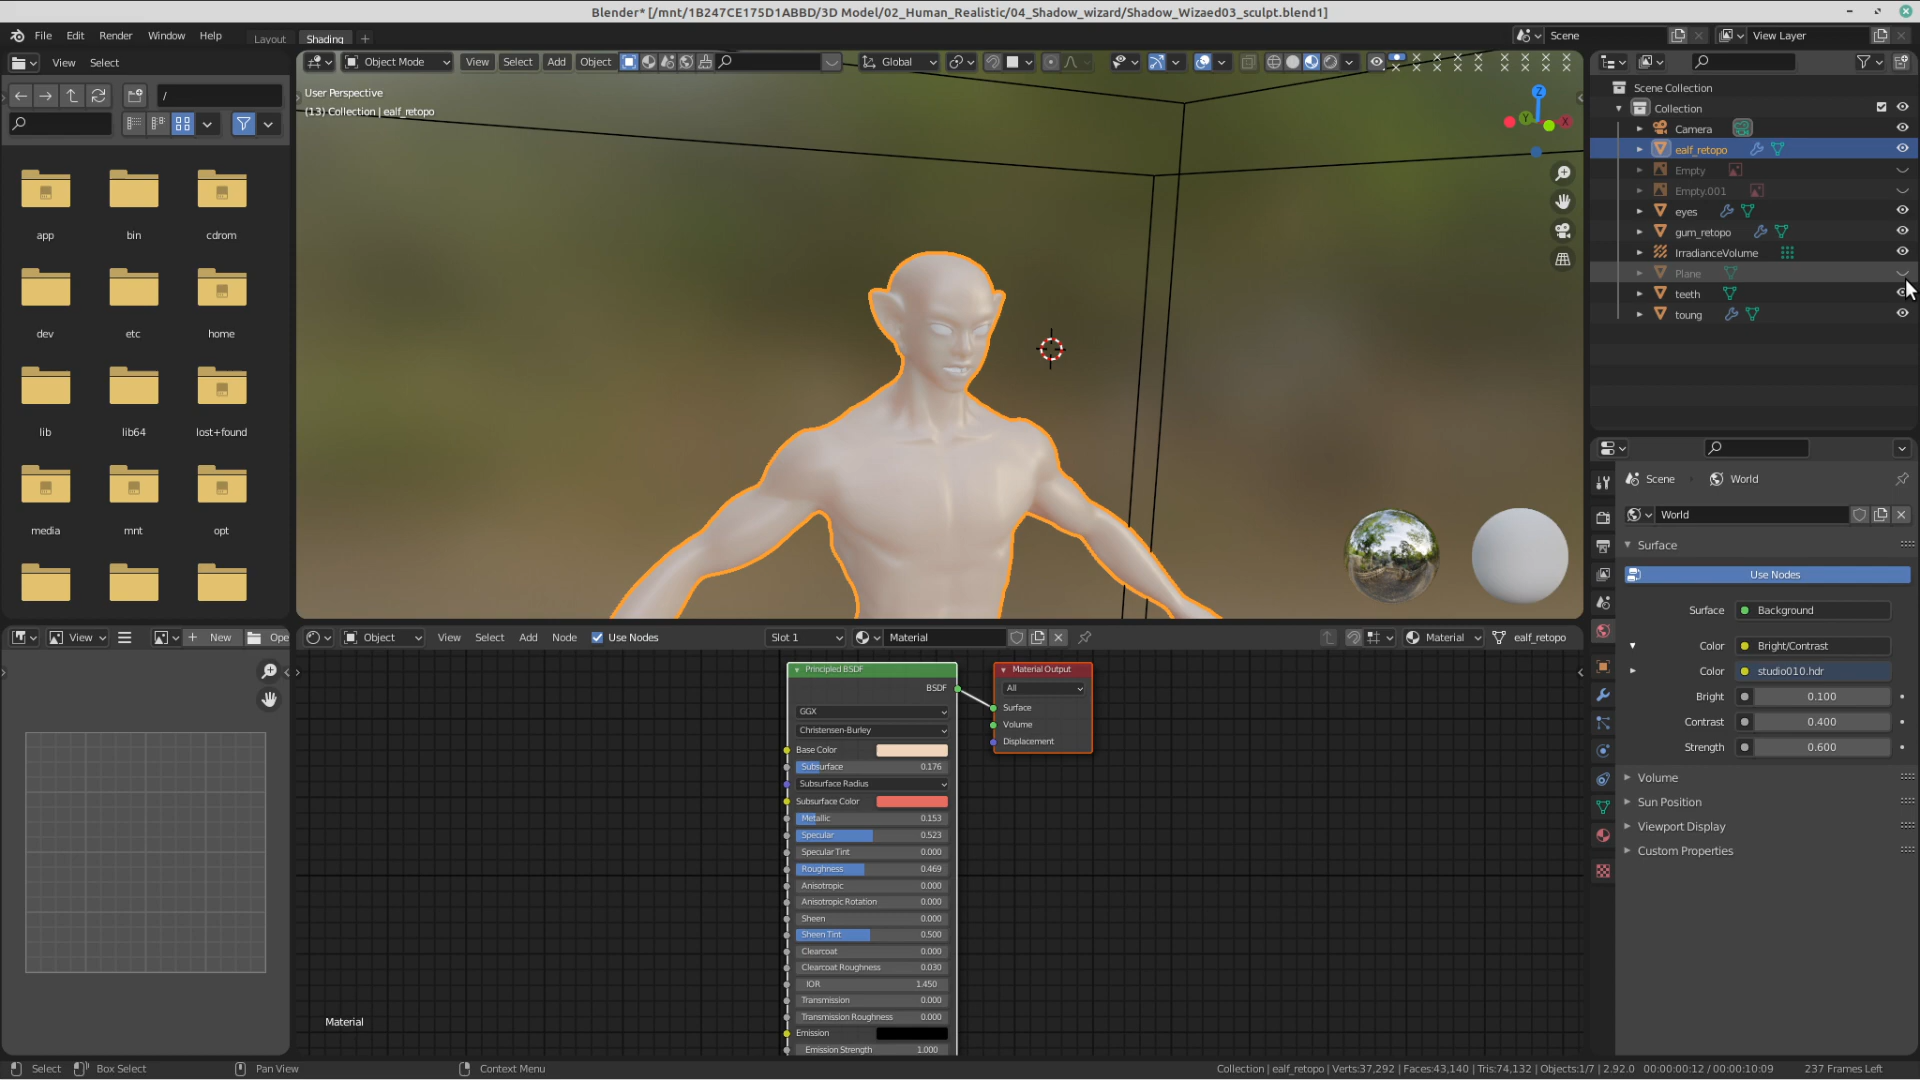 Blender* [/mnt/1B247CE175D1ABBD/3D Model/02_Human_Realistic/04_Shadow_wizard/Shadow_Wizaed03_sculpt.blend1]
File Edit Render Window Help Layout Shading +
Scene View Layer
View Select
Object Mode View Select Add Object Global
/
User Perspective
(13) Collection | ealf_retopo
Z
Y
X
app bin cdrom
dev etc home
lib lib64 lost+found
media mnt opt
Scene Collection
Collection
Camera
ealf_retopo
Empty
Empty.001
eyes
gum_retopo
IrradianceVolume
Plane
teeth
toung
Scene World
World
Surface
Use Nodes
Surface Background
Color Bright/Contrast
Color studio010.hdr
Bright 0.100
Contrast 0.400
Strength 0.600
Volume
Sun Position
Viewport Display
Custom Properties
View New Ope
Object View Select Add Node Use Nodes Slot 1 Material Material ealf_retopo
Principled BSDF
BSDF
GGX
Christensen-Burley
Base Color
Subsurface 0.176
Subsurface Radius
Subsurface Color
Metallic 0.153
Specular 0.523
Specular Tint 0.000
Roughness 0.469
Anisotropic 0.000
Anisotropic Rotation 0.000
Sheen 0.000
Sheen Tint 0.500
Clearcoat 0.000
Clearcoat Roughness 0.030
IOR 1.450
Transmission 0.000
Transmission Roughness 0.000
Emission
Emission Strength 1.000
Material Output
All
Surface
Volume
Displacement
Material
Select Box Select Pan View Context Menu
Collection | ealf_retopo | Verts:37,292 | Faces:43,140 | Tris:74,132 | Objects:1/7 | 2.92.0 00:00:00:12 / 00:00:10:09 237 Frames Left